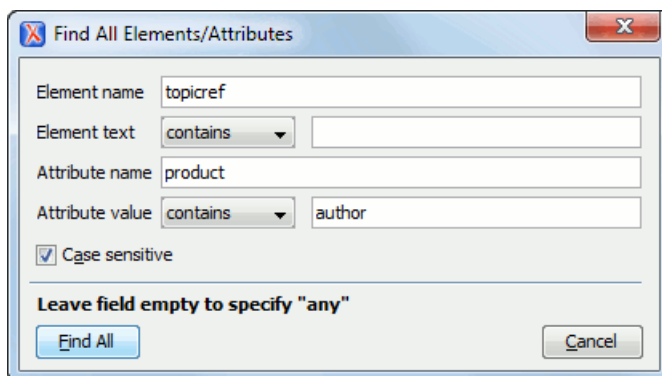 Find All Elements/Attributes
Element name topicref
Element text contains
Attribute name product
Attribute value contains author
Case sensitive
Leave field empty to specify "any"
Find All Cancel